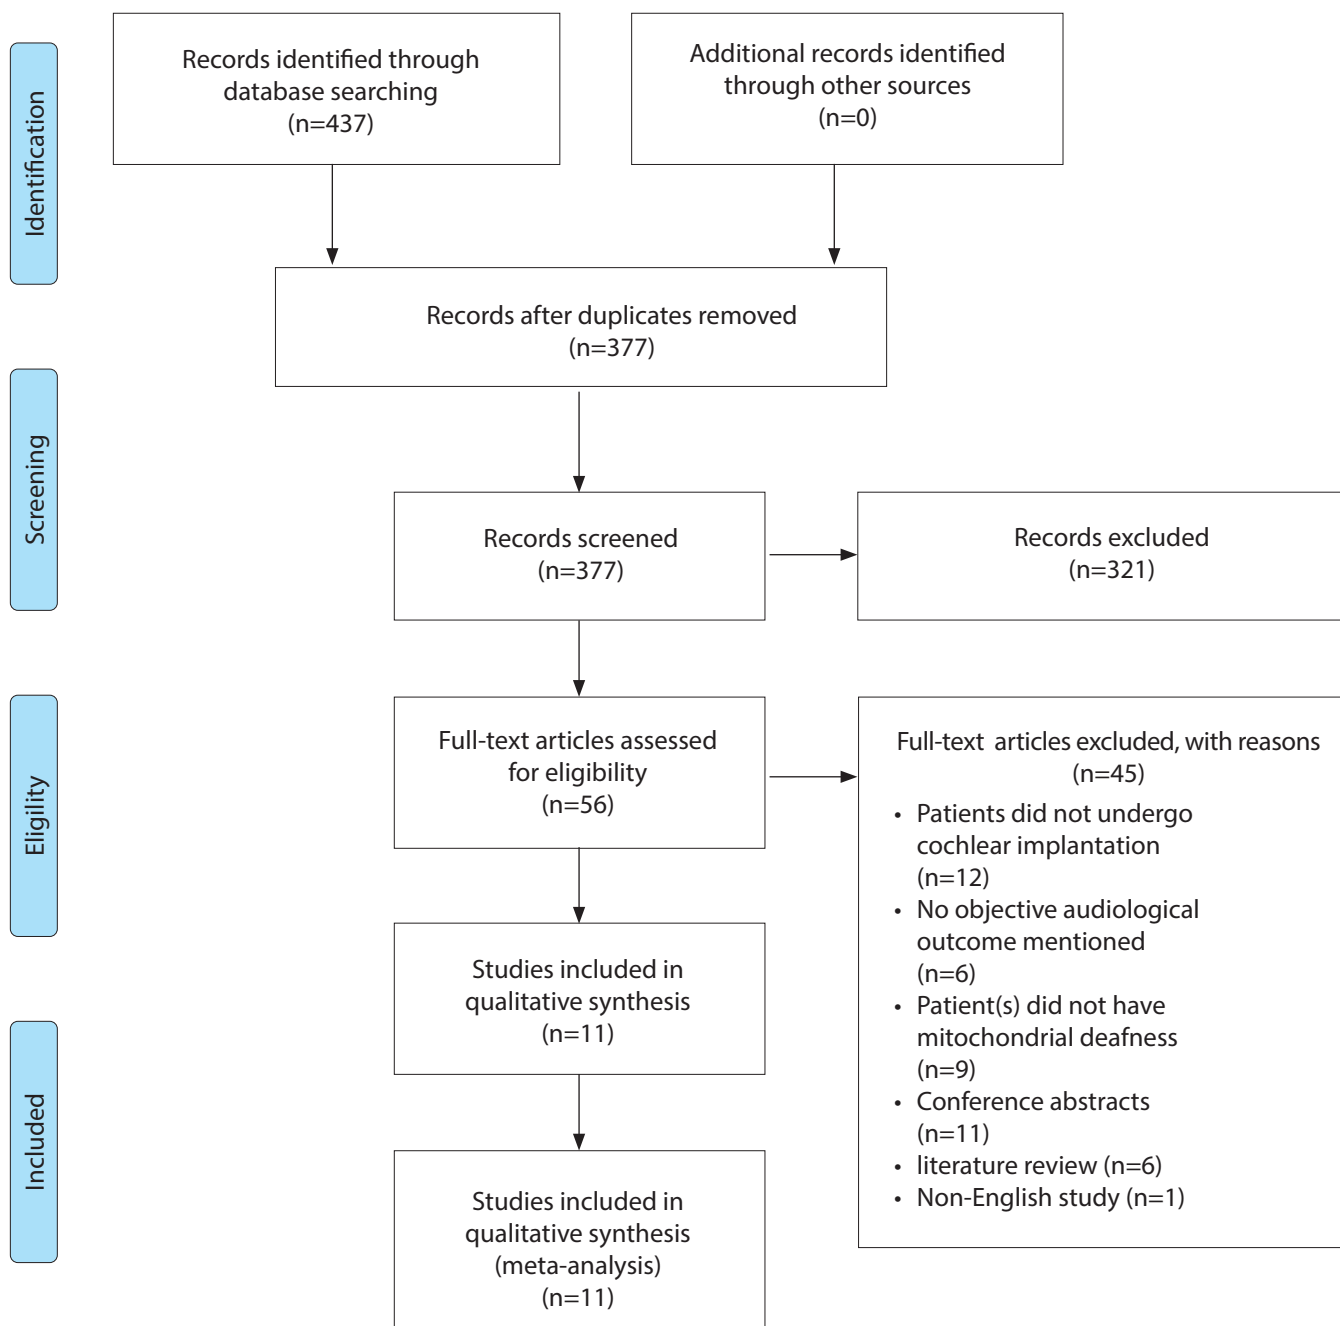 Identification
Records identified through
database searching
(n=437)
Additional records identified
through other sources
(n=0)
Records after duplicates removed
(n=377)
Screening
Records screened
(n=377)
Records excluded
(n=321)
Eligility
Full-text articles assessed
for eligibility
(n=56)
Full-text articles excluded, with reasons
(n=45)
• Patients did not undergo
cochlear implantation
(n=12)
• No objective audiological
outcome mentioned
(n=6)
• Patient(s) did not have
mitochondrial deafness
(n=9)
• Conference abstracts
(n=11)
• literature review (n=6)
• Non-English study (n=1)
Studies included in
qualitative synthesis
(n=11)
Included
Studies included in
qualitative synthesis
(meta-analysis)
(n=11)